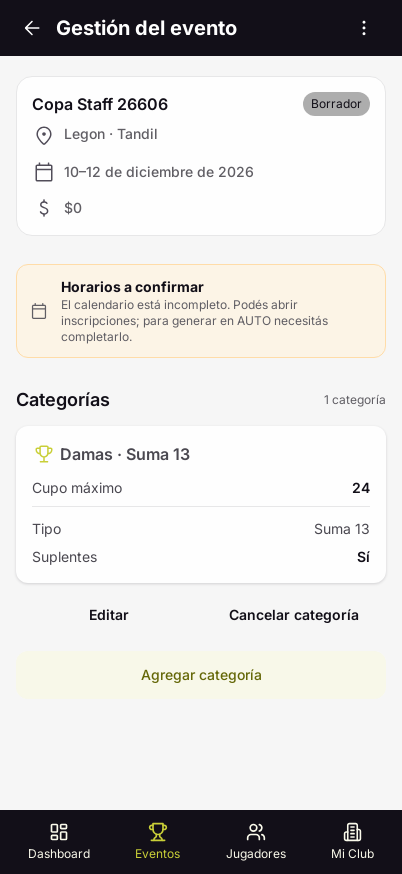 Gestión del evento
Copa Staff 26606
Borrador
Legon · Tandil
10–12 de diciembre de 2026
$0
Horarios a confirmar
El calendario está incompleto. Podés abrir
inscripciones; para generar en AUTO necesitás
completarlo.
Categorías
1 categoría
Damas · Suma 13
Cupo máximo
24
Tipo
Suma 13
Suplentes
Sí
Editar
Cancelar categoría
Agregar categoría
Dashboard
Eventos
Jugadores
Mi Club